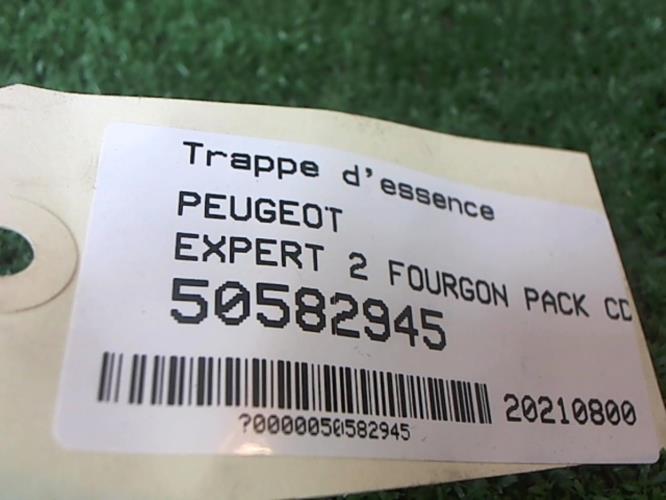 Trappe d'essence
PEUGEOT
EXPERT 2 FOURGON PACK CD
50582945
20210800
?0000050582945